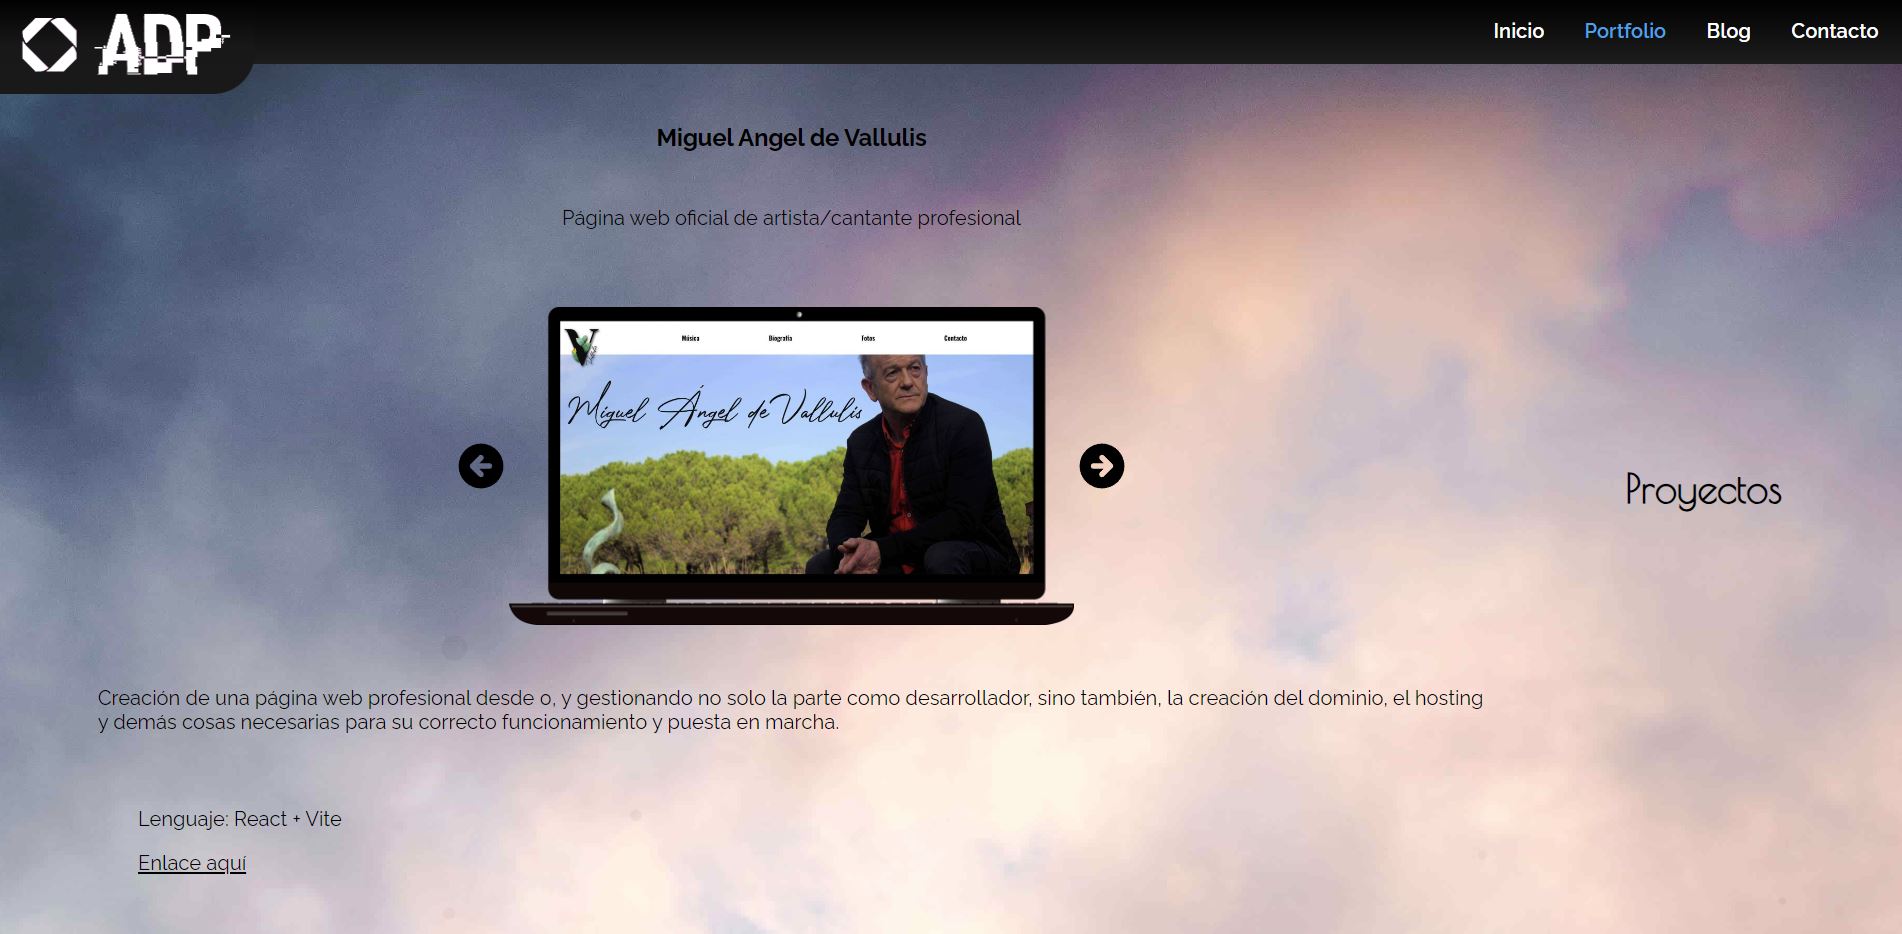 ADP
Inicio Portfolio Blog Contacto
Miguel Angel de Vallulis
Página web oficial de artista/cantante profesional
Música Biografía Fotos Contacto
Miguel Ángel de Vallulis
Proyectos
Creación de una página web profesional desde 0, y gestionando no solo la parte como desarrollador, sino también, la creación del dominio, el hosting
y demás cosas necesarias para su correcto funcionamiento y puesta en marcha.
Lenguaje: React + Vite
Enlace aquí